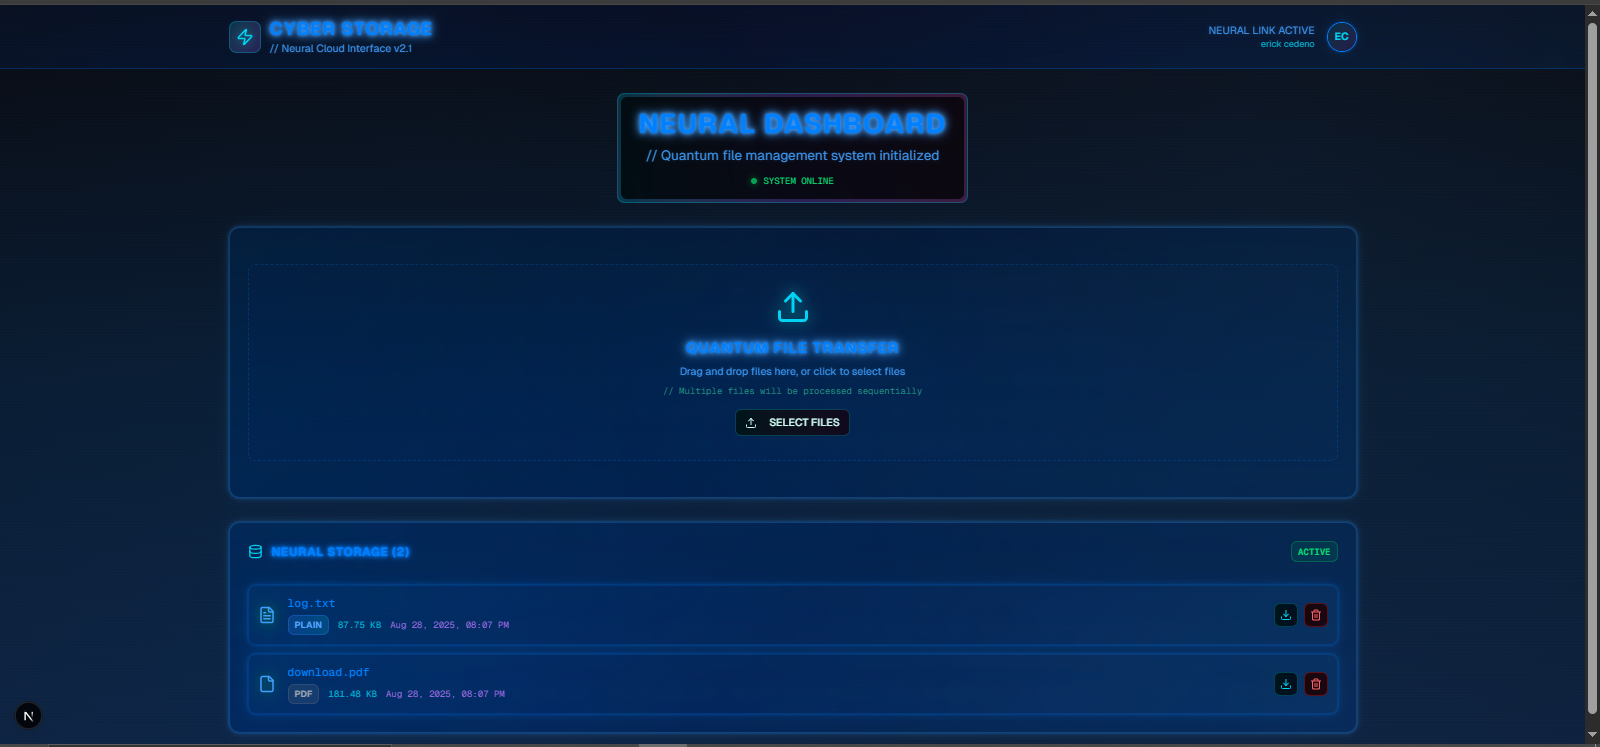 CYBER STORAGE
// Neural Cloud Interface v2.1
NEURAL LINK ACTIVE
erick cedeno
EC
NEURAL DASHBOARD
// Quantum file management system initialized
SYSTEM ONLINE
QUANTUM FILE TRANSFER
Drag and drop files here, or click to select files
// Multiple files will be processed sequentially
SELECT FILES
NEURAL STORAGE (2)
ACTIVE
log.txt
PLAIN 87.75 KB Aug 28, 2025, 08:07 PM
download.pdf
PDF 181.48 KB Aug 28, 2025, 08:07 PM
N